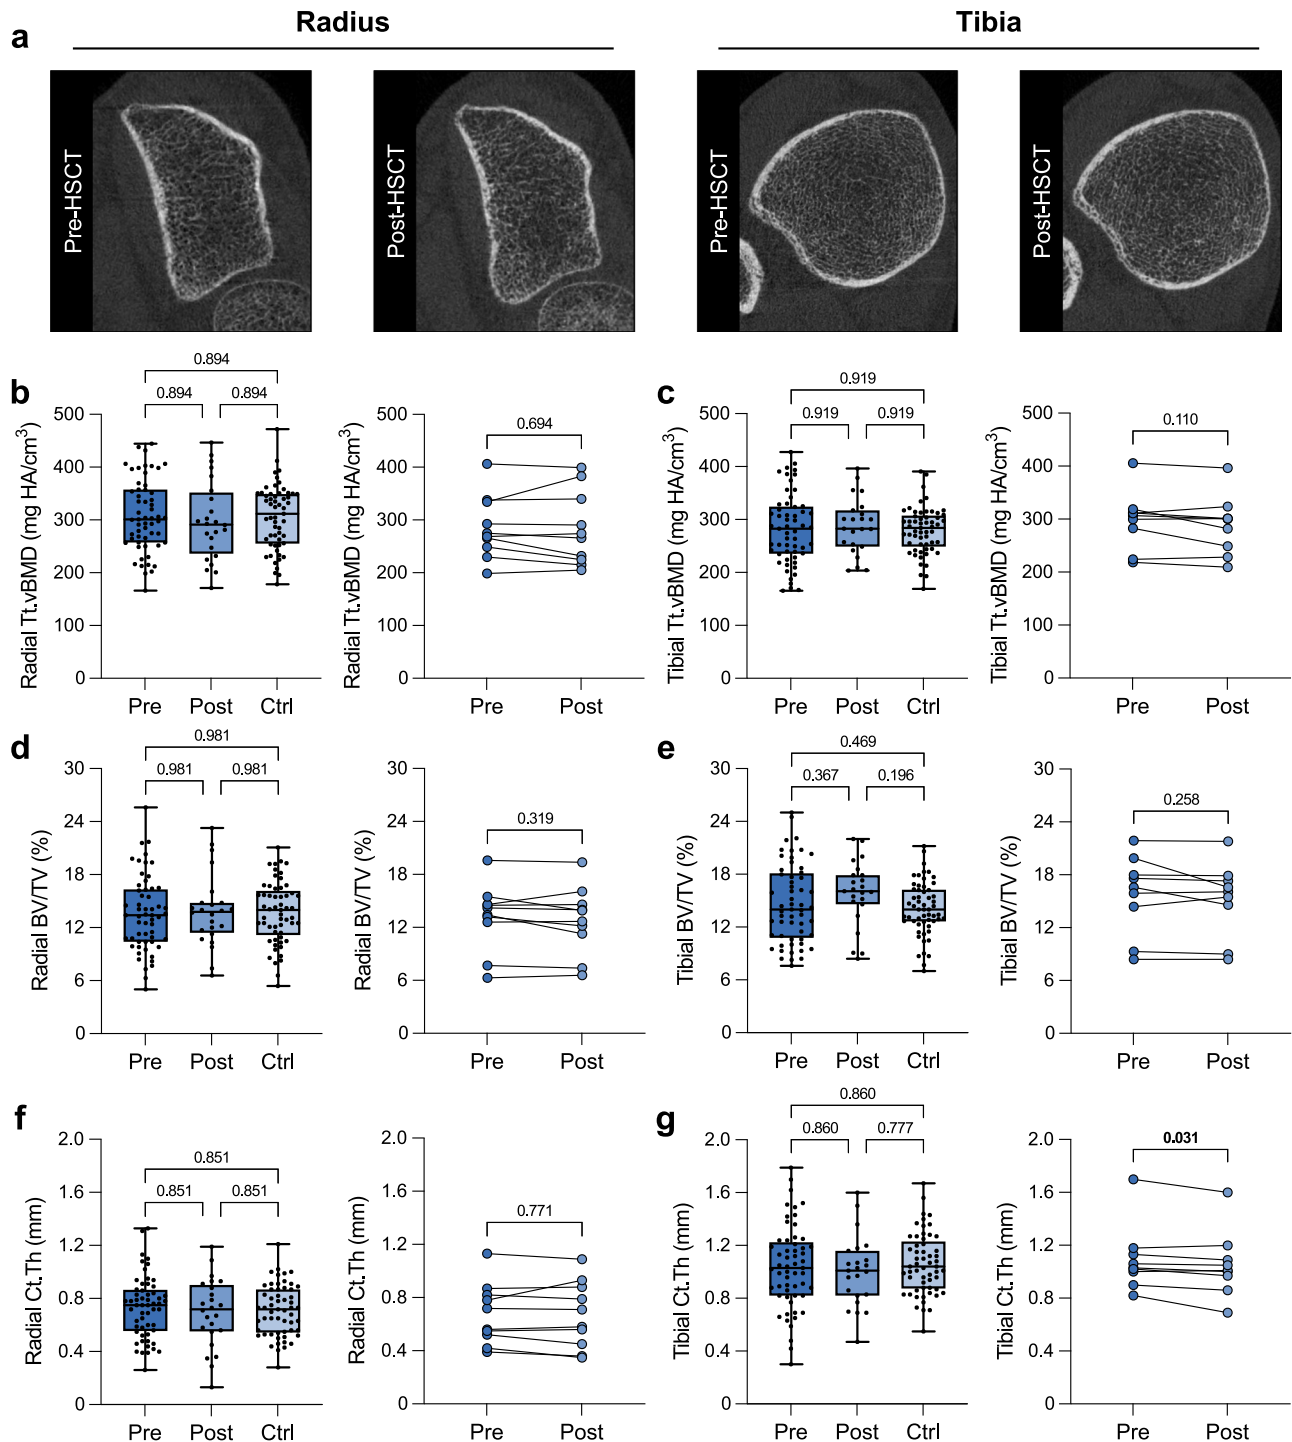 Radius
Tibia
a
Pre-HSCT
Post-HSCT
Pre-HSCT
Post-HSCT
b
0.894
0.894
0.894
Radial Tt.vBMD (mg HA/cm³)
500
400
300
200
100
0
Pre
Post
Ctrl
0.694
Radial Tt.vBMD (mg HA/cm³)
500
400
300
200
100
0
Pre
Post
c
0.919
0.919
0.919
Tibial Tt.vBMD (mg HA/cm³)
500
400
300
200
100
0
Pre
Post
Ctrl
0.110
Tibial Tt.vBMD (mg HA/cm³)
500
400
300
200
100
0
Pre
Post
d
0.981
0.981
0.981
Radial BV/TV (%)
30
24
18
12
6
0
Pre
Post
Ctrl
0.319
Radial BV/TV (%)
30
24
18
12
6
0
Pre
Post
e
0.469
0.367
0.196
Tibial BV/TV (%)
30
24
18
12
6
0
Pre
Post
Ctrl
0.258
Tibial BV/TV (%)
30
24
18
12
6
0
Pre
Post
f
0.851
0.851
0.851
Radial Ct.Th (mm)
2.0
1.6
1.2
0.8
0.4
0
Pre
Post
Ctrl
0.771
Radial Ct.Th (mm)
2.0
1.6
1.2
0.8
0.4
0
Pre
Post
g
0.860
0.860
0.777
Tibial Ct.Th (mm)
2.0
1.6
1.2
0.8
0.4
0
Pre
Post
Ctrl
0.031
Tibial Ct.Th (mm)
2.0
1.6
1.2
0.8
0.4
0
Pre
Post